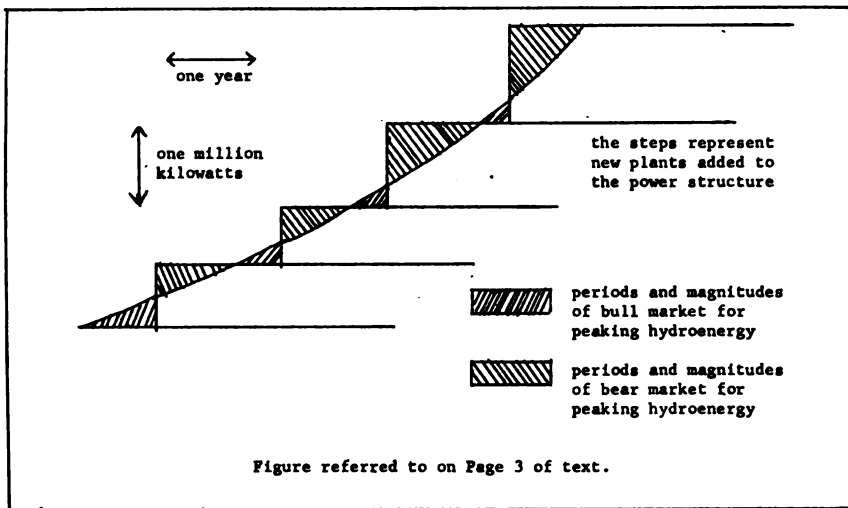 one year
one million
kilowatts
the steps represent
new plants added to
the power structure
periods and magnitudes
of bull market for
peaking hydroenergy
periods and magnitudes
of bear market for
peaking hydroenergy
Figure referred to on Page 3 of text.